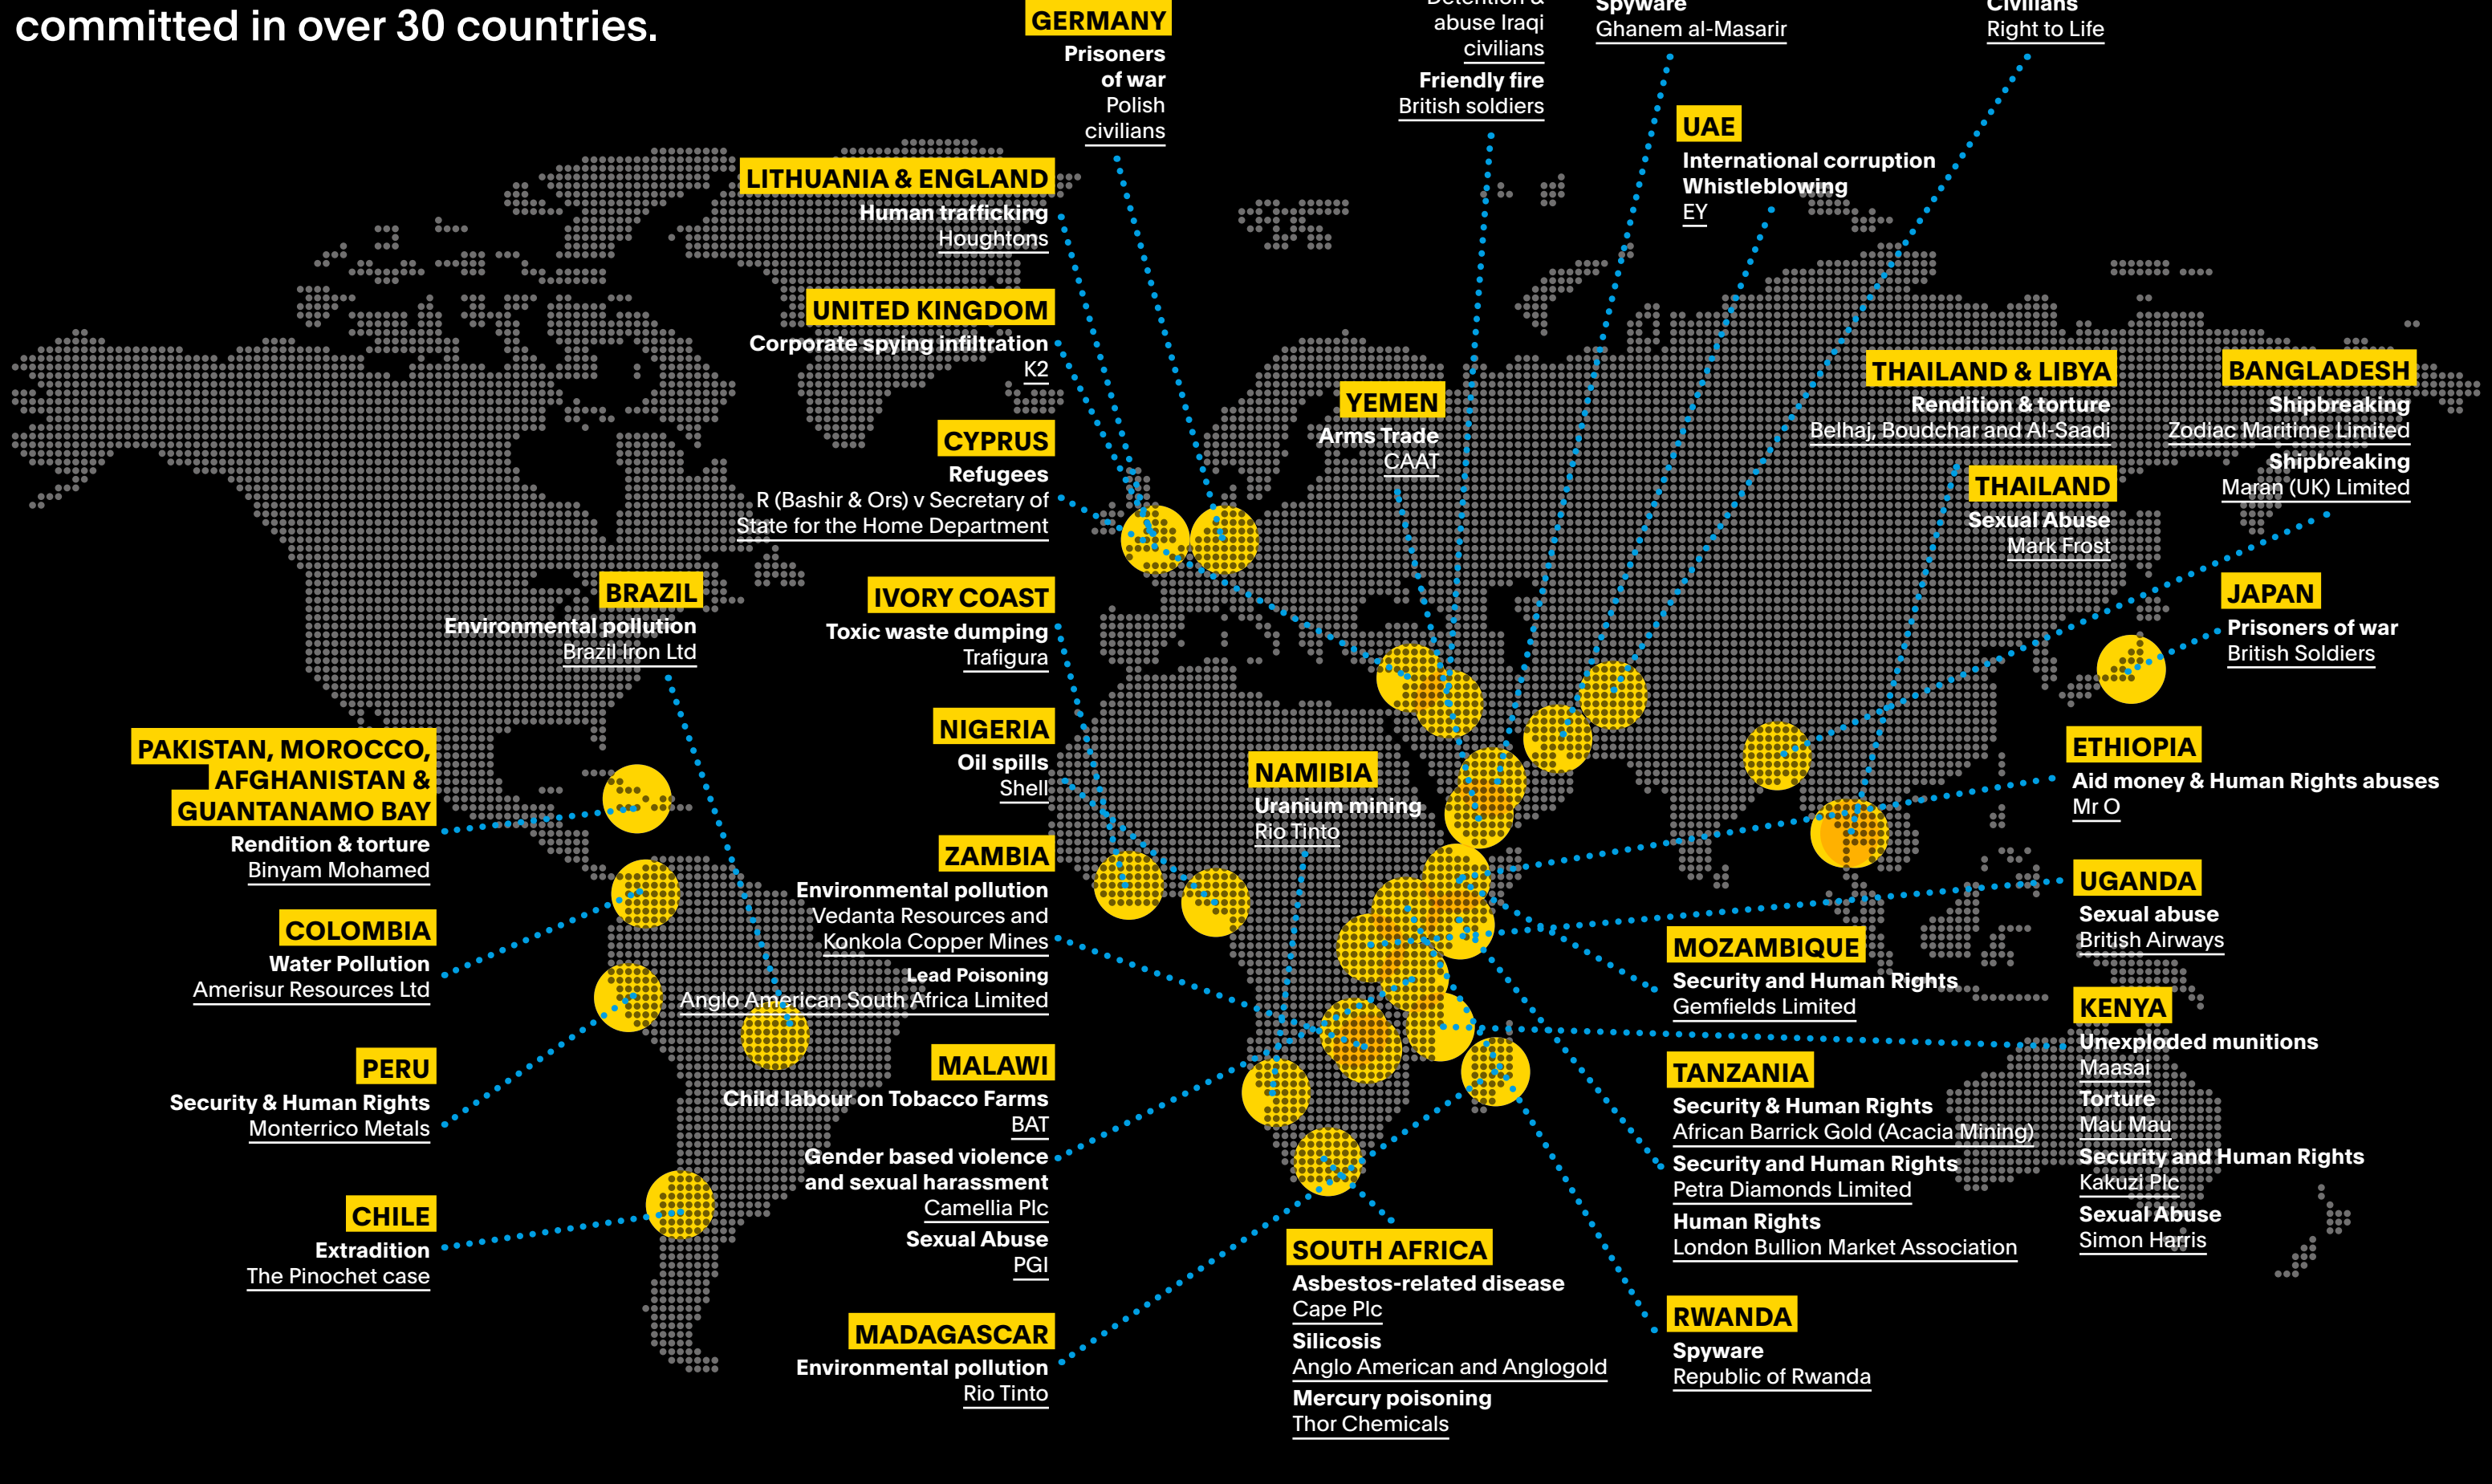 committed in over 30 countries.
GERMANY
Prisoners
of war
Polish
civilians
Detention &
abuse Iraqi
civilians
Friendly fire
British soldiers
Spyware
Ghanem al-Masarir
Civilians
Right to Life
UAE
International corruption
Whistleblowing
EY
LITHUANIA & ENGLAND
Human trafficking
Houghtons
UNITED KINGDOM
Corporate spying infiltration
K2
CYPRUS
Refugees
R (Bashir & Ors) v Secretary of
State for the Home Department
YEMEN
Arms Trade
CAAT
THAILAND & LIBYA
Rendition & torture
Belhaj, Boudchar and Al-Saadi
BANGLADESH
Shipbreaking
Zodiac Maritime Limited
Shipbreaking
Maran (UK) Limited
THAILAND
Sexual Abuse
Mark Frost
BRAZIL
Environmental pollution
Brazil Iron Ltd
IVORY COAST
Toxic waste dumping
Trafigura
JAPAN
Prisoners of war
British Soldiers
PAKISTAN, MOROCCO,
AFGHANISTAN &
GUANTANAMO BAY
Rendition & torture
Binyam Mohamed
NIGERIA
Oil spills
Shell
NAMIBIA
Uranium mining
Rio Tinto
ETHIOPIA
Aid money & Human Rights abuses
Mr O
ZAMBIA
Environmental pollution
Vedanta Resources and
Konkola Copper Mines
Lead Poisoning
Anglo American South Africa Limited
COLOMBIA
Water Pollution
Amerisur Resources Ltd
UGANDA
Sexual abuse
British Airways
MOZAMBIQUE
Security and Human Rights
Gemfields Limited
KENYA
Unexploded munitions
Maasai
Torture
Mau Mau
Security and Human Rights
Kakuzi Plc
Sexual Abuse
Simon Harris
PERU
Security & Human Rights
Monterrico Metals
MALAWI
Child labour on Tobacco Farms
BAT
Gender based violence
and sexual harassment
Camellia Plc
Sexual Abuse
PGI
TANZANIA
Security & Human Rights
African Barrick Gold (Acacia Mining)
Security and Human Rights
Petra Diamonds Limited
Human Rights
London Bullion Market Association
CHILE
Extradition
The Pinochet case
SOUTH AFRICA
Asbestos-related disease
Cape Plc
Silicosis
Anglo American and Anglogold
Mercury poisoning
Thor Chemicals
MADAGASCAR
Environmental pollution
Rio Tinto
RWANDA
Spyware
Republic of Rwanda